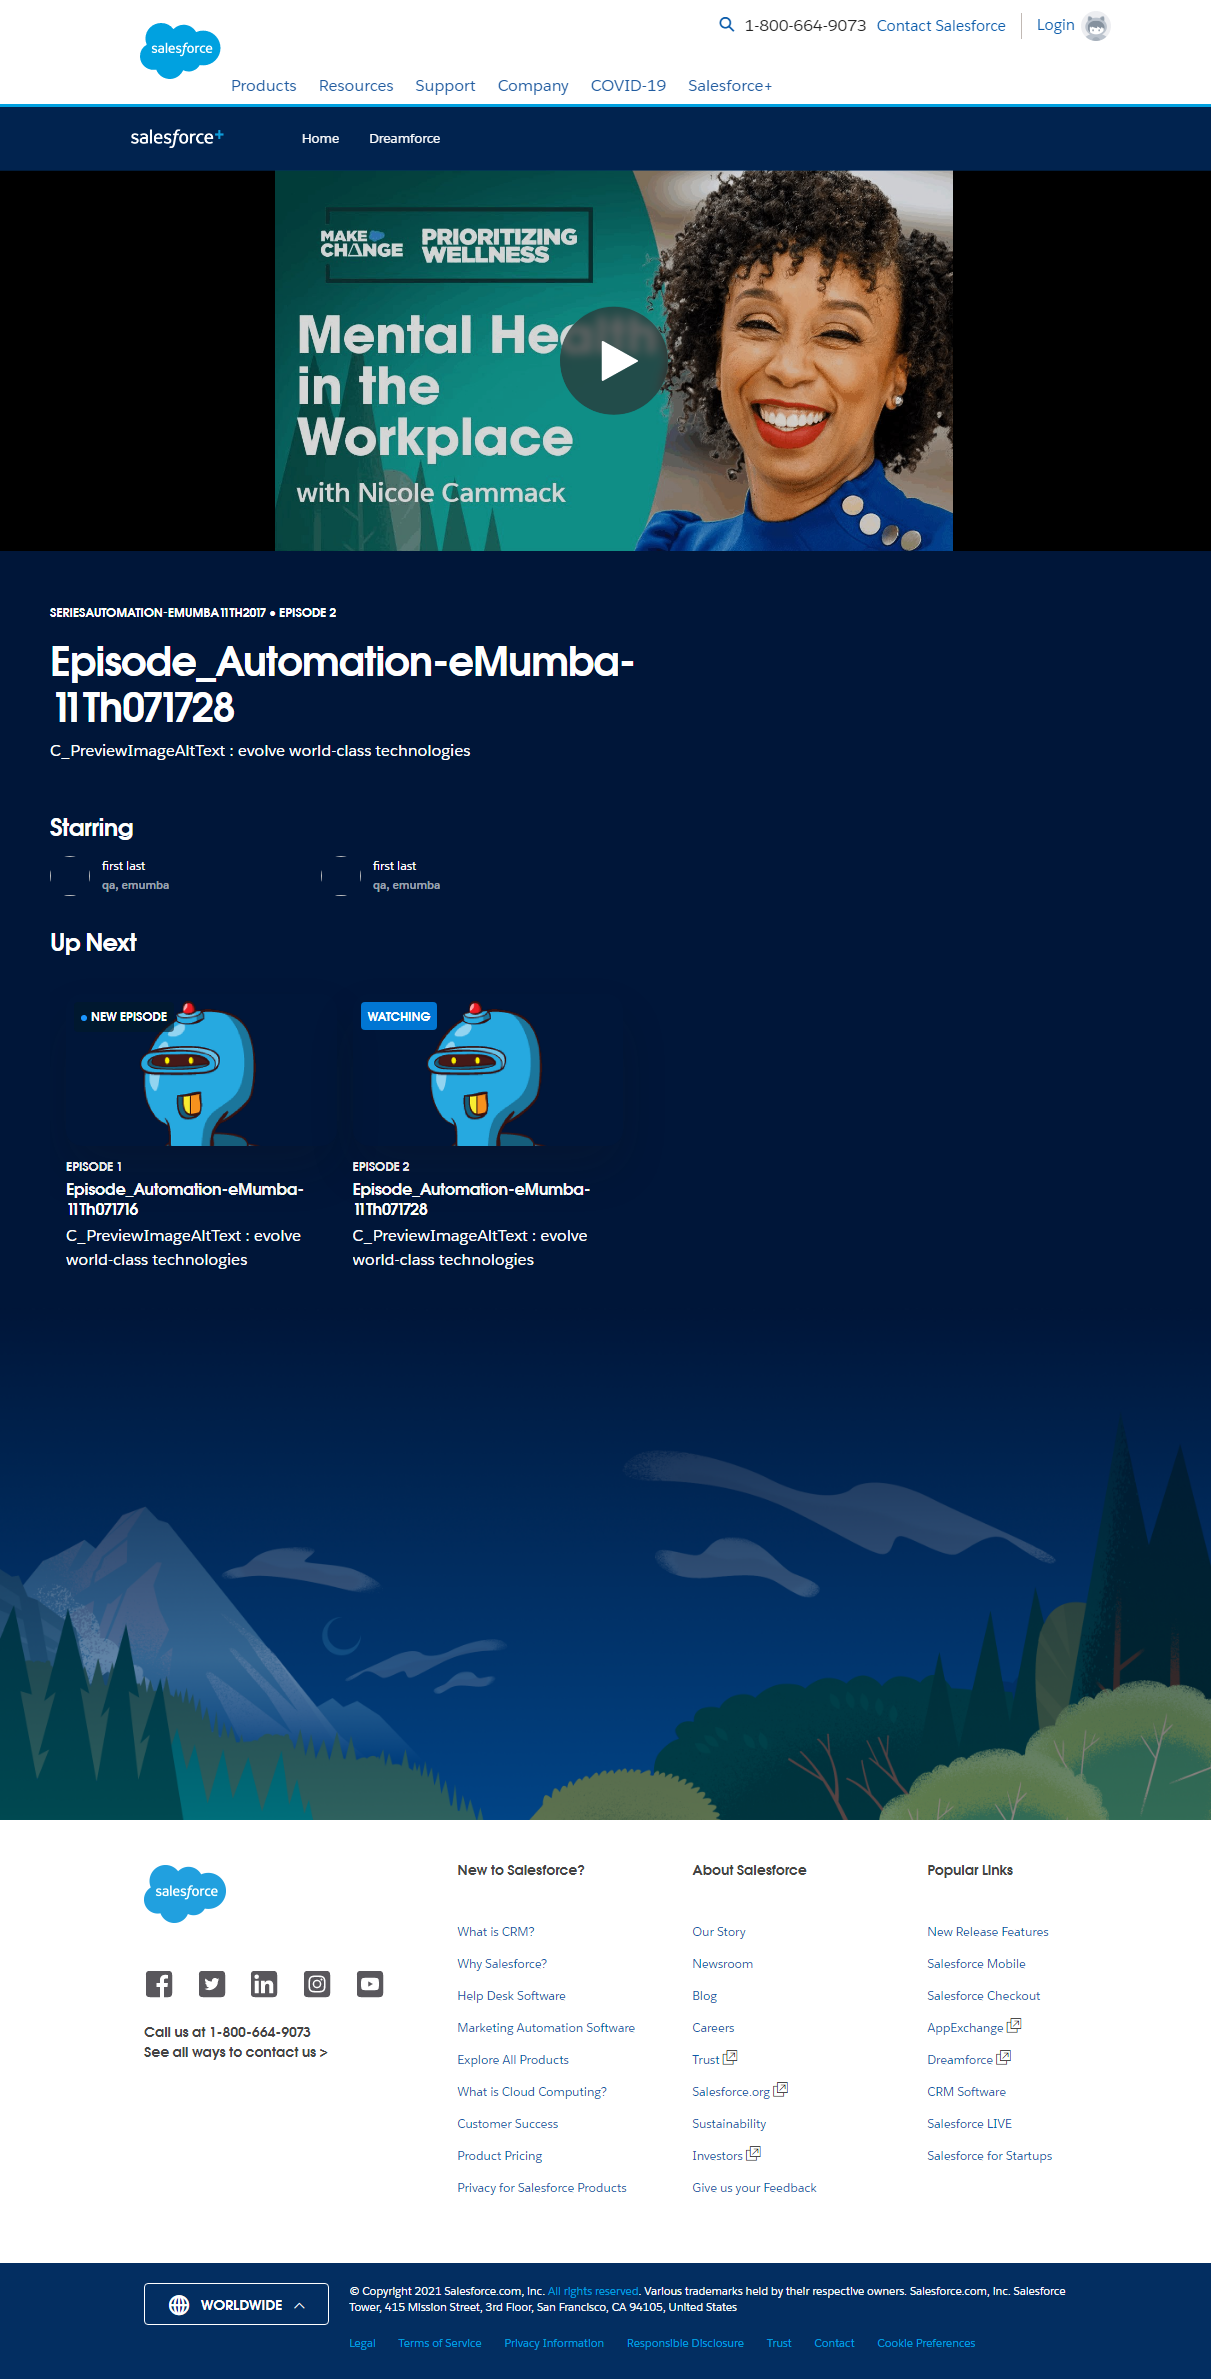 1-800-664-9073 Contact Salesforce Login
salesforce
Products Resources Support Company COVID-19 Salesforce+
salesforce+ Home Dreamforce
MAKE CHANGE PRIORITIZING WELLNESS
Mental Health
in the
Workplace
with Nicole Cammack
SERIESAUTOMATION-EMUMBA11TH2017 • EPISODE 2
Episode_Automation-eMumba-
11Th071728
C_PreviewImageAltText : evolve world-class technologies
Starring
first last
qa, emumba
first last
qa, emumba
Up Next
• NEW EPISODE
EPISODE 1
Episode_Automation-eMumba-
11Th071716
C_PreviewImageAltText : evolve
world-class technologies
WATCHING
EPISODE 2
Episode_Automation-eMumba-
11Th071728
C_PreviewImageAltText : evolve
world-class technologies
salesforce
Call us at 1-800-664-9073
See all ways to contact us >
New to Salesforce?
What is CRM?
Why Salesforce?
Help Desk Software
Marketing Automation Software
Explore All Products
What is Cloud Computing?
Customer Success
Product Pricing
Privacy for Salesforce Products
About Salesforce
Our Story
Newsroom
Blog
Careers
Trust
Salesforce.org
Sustainability
Investors
Give us your Feedback
Popular Links
New Release Features
Salesforce Mobile
Salesforce Checkout
AppExchange
Dreamforce
CRM Software
Salesforce LIVE
Salesforce for Startups
WORLDWIDE
© Copyright 2021 Salesforce.com, inc. All rights reserved. Various trademarks held by their respective owners. Salesforce.com, inc. Salesforce
Tower, 415 Mission Street, 3rd Floor, San Francisco, CA 94105, United States
Legal Terms of Service Privacy Information Responsible Disclosure Trust Contact Cookie Preferences